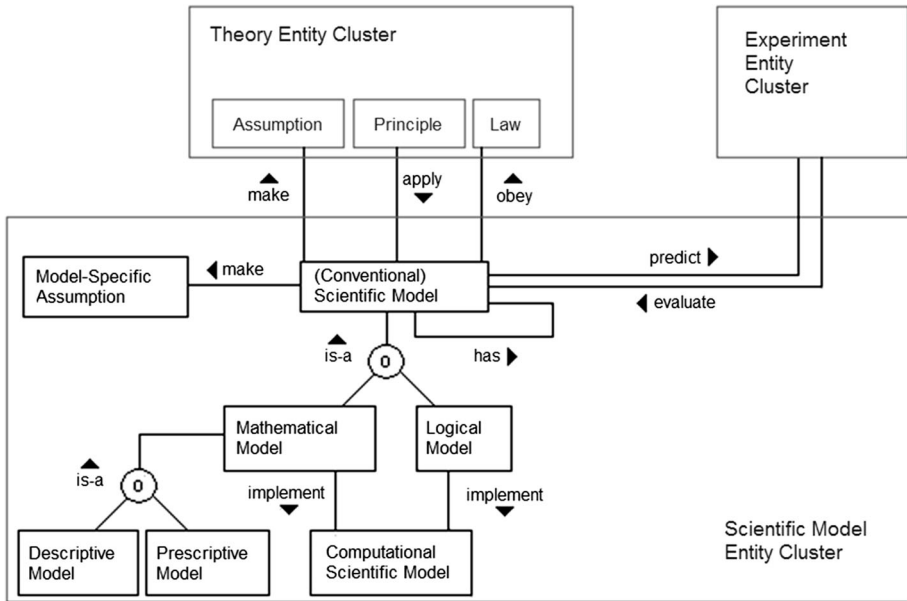 Theory Entity Cluster
Experiment
Entity
Cluster
Assumption
Principle
Law
make
apply
obey
Model-Specific
Assumption
make
(Conventional)
Scientific Model
predict
evaluate
is-a
o
has
Mathematical
Model
Logical
Model
is-a
o
implement
implement
Descriptive
Model
Prescriptive
Model
Computational
Scientific Model
Scientific Model
Entity Cluster